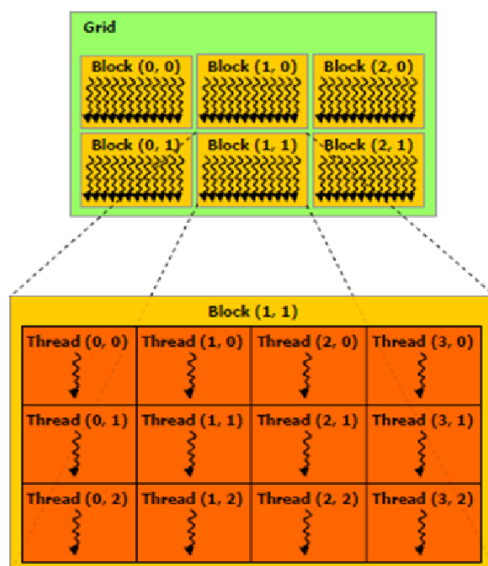 Grid
Block (0, 0) Block (1, 0) Block (2, 0)
Block (0, 1) Block (1, 1) Block (2, 1)
Block (1, 1)
Thread (0, 0) Thread (1, 0) Thread (2, 0) Thread (3, 0)
Thread (0, 1) Thread (1, 1) Thread (2, 1) Thread (3, 1)
Thread (0, 2) Thread (1, 2) Thread (2, 2) Thread (3, 2)